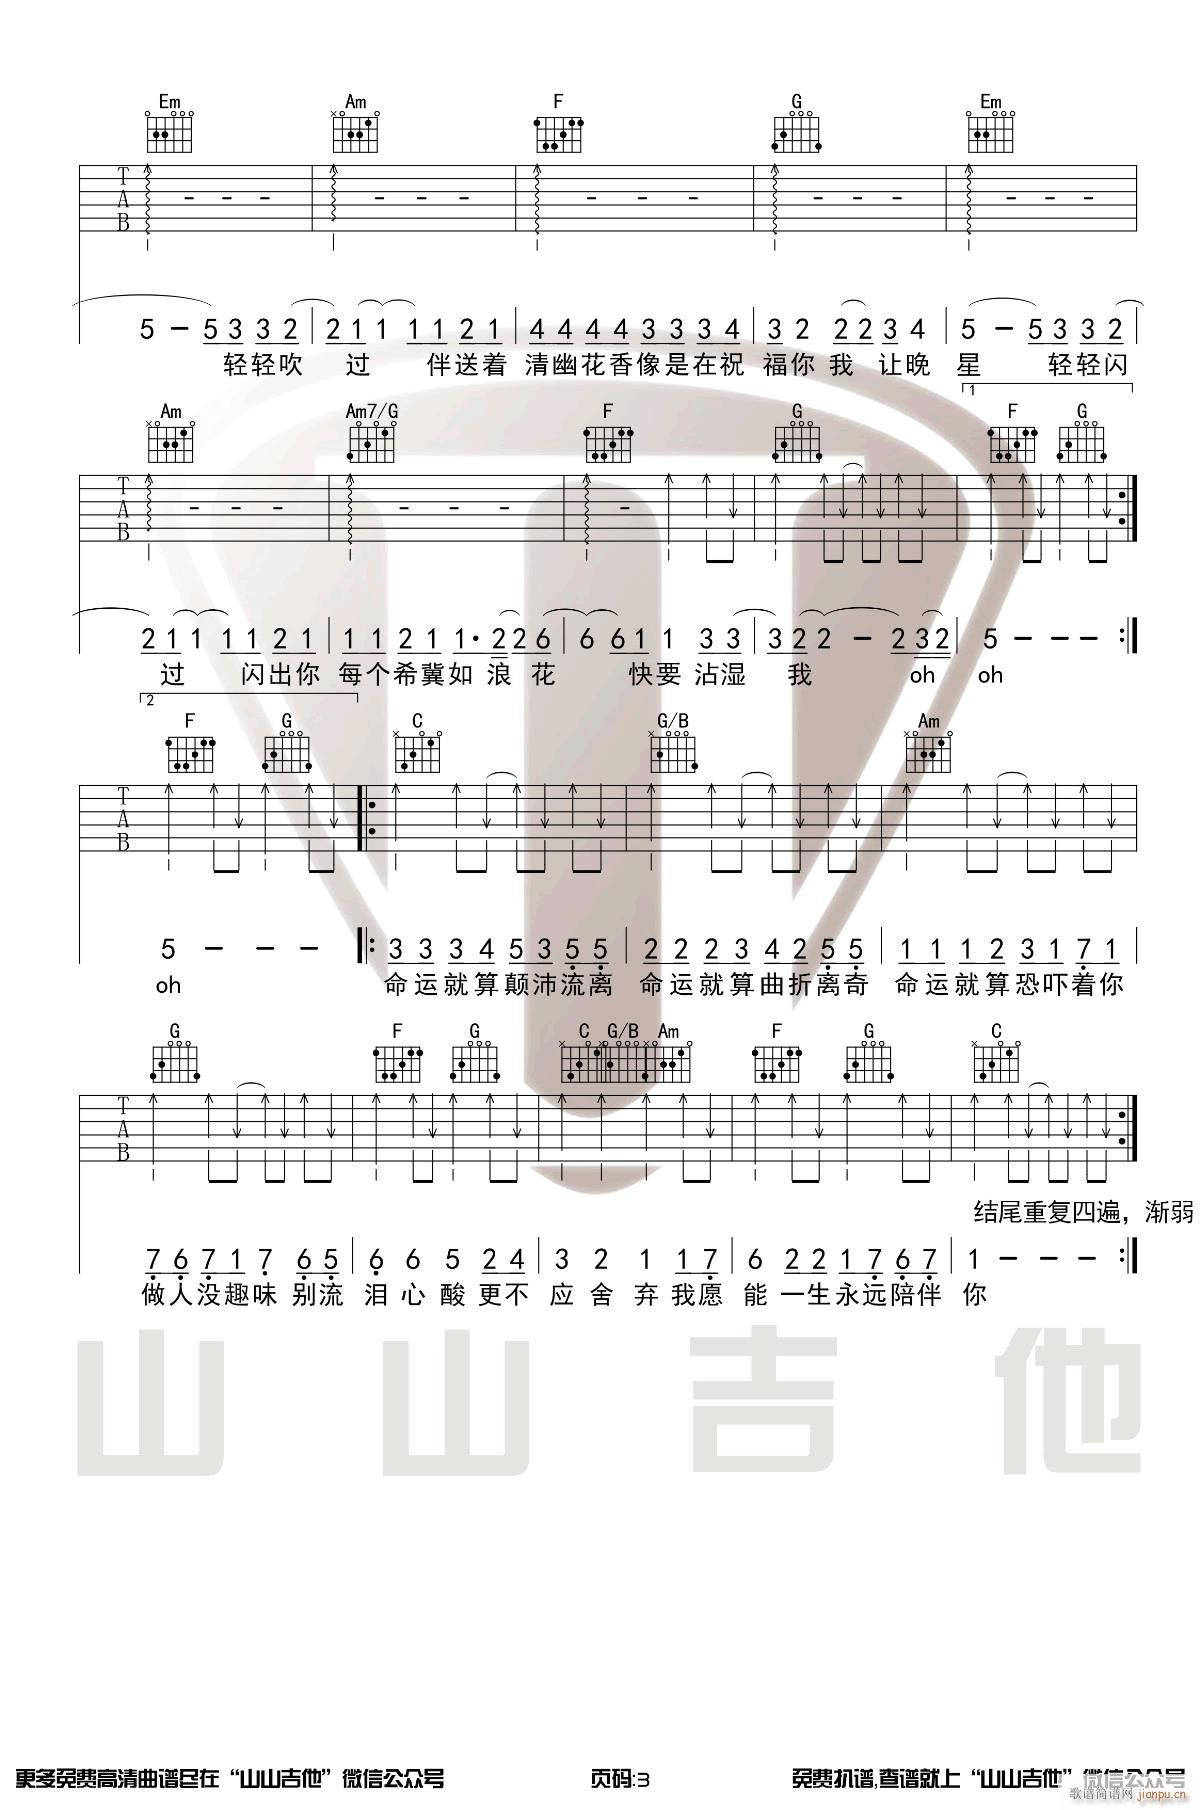 Em Am F G Em
T
A
B
5 - 5 3 3 2 | 2 1 1 1 1 2 1 | 4 4 4 4 3 3 3 4 | 3 2 2 2 3 4 | 5 - 5 3 3 2
轻轻吹 过 伴送着 清幽花香像是在祝 福你我 让晚 星 轻轻闪
1
Am Am7/G F G F G
T
A
B
2 1 1 1 1 2 1 | 1 1 2 1 1· 2 2 6 | 6 6 1 1 3 3 | 3 2 2 - 2 3 2 | 5 - - - :|
过 闪出你 每个希冀如 浪 花 快要 沾湿 我 oh oh
2
F G C G/B Am
T
A
B
5 - - - |: 3 3 3 4 5 3 5 5 | 2 2 2 3 4 2 5 5 | 1 1 1 2 3 1 7 1
oh 命运就算颠沛流离 命运就算曲折离奇 命运就算恐吓着你
G F G C G/B Am F G C
T
A
B
结尾重复四遍，渐弱
7 6 7 1 7 6 5 | 6 6 5 2 4 | 3 2 1 1 7 | 6 2 2 1 7 6 7 | 1 - - - :|
做人没趣味 别流 泪 心 酸 更不 应 舍 弃 我愿 能 一生永远陪伴 你
山 山 吉 他
更多免费高清曲谱尽在“山山吉他”微信公众号 页码:3 免费扒谱,查谱就上“山山吉他”微信公众号
歌谱简谱网 jianpu.cn